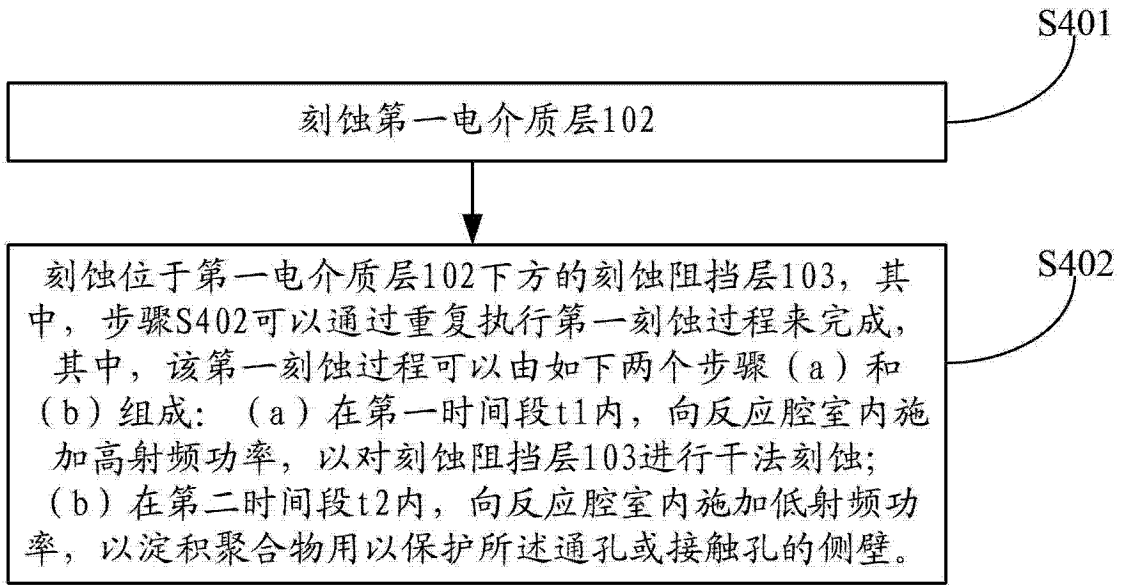 S401
刻蚀第一电介质层102
S402
刻蚀位于第一电介质层102下方的刻蚀阻挡层103，其
中，步骤S402可以通过重复执行第一刻蚀过程来完成，
其中，该第一刻蚀过程可以由如下两个步骤（a）和
（b）组成：（a）在第一时间段t1内，向反应腔室内施
加高射频功率，以对刻蚀阻挡层103进行干法刻蚀；
（b）在第二时间段t2内，向反应腔室内施加低射频功
率，以淀积聚合物用以保护所述通孔或接触孔的侧壁。